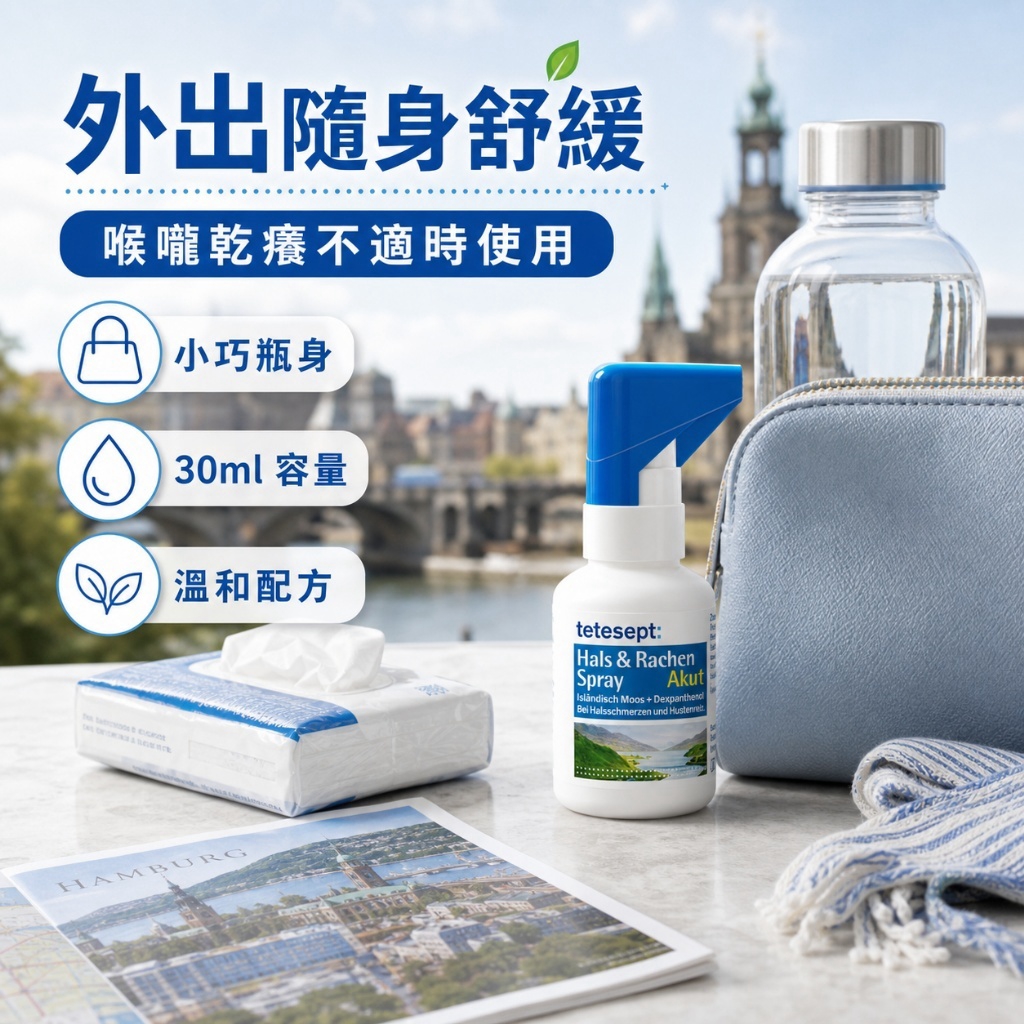 外出隨身舒緩
喉嚨乾癢不適時使用
小巧瓶身
30ml 容量
溫和配方
tetesept:
Hals & Rachen
Spray Akut
Isländisch Moos + Dexpanthenol
Bei Halsschmerzen und Hustenreiz
HAMBURG